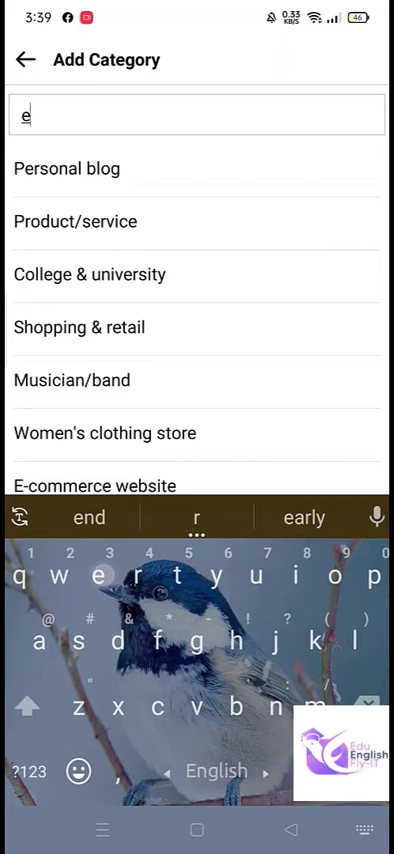 3:39 0.33 KB/S 46
Add Category
e
Personal blog
Product/service
College & university
Shopping & retail
Musician/band
Women's clothing store
E-commerce website
end r early
1 2 3 4 5 6 7 8 9 0
q w e r t y u i o p
@ # & * - ! ? ( )
a s d f g h j k l
" ' : ; /
z x c v b n m
?123 , English
Edu
English
Fly-IT